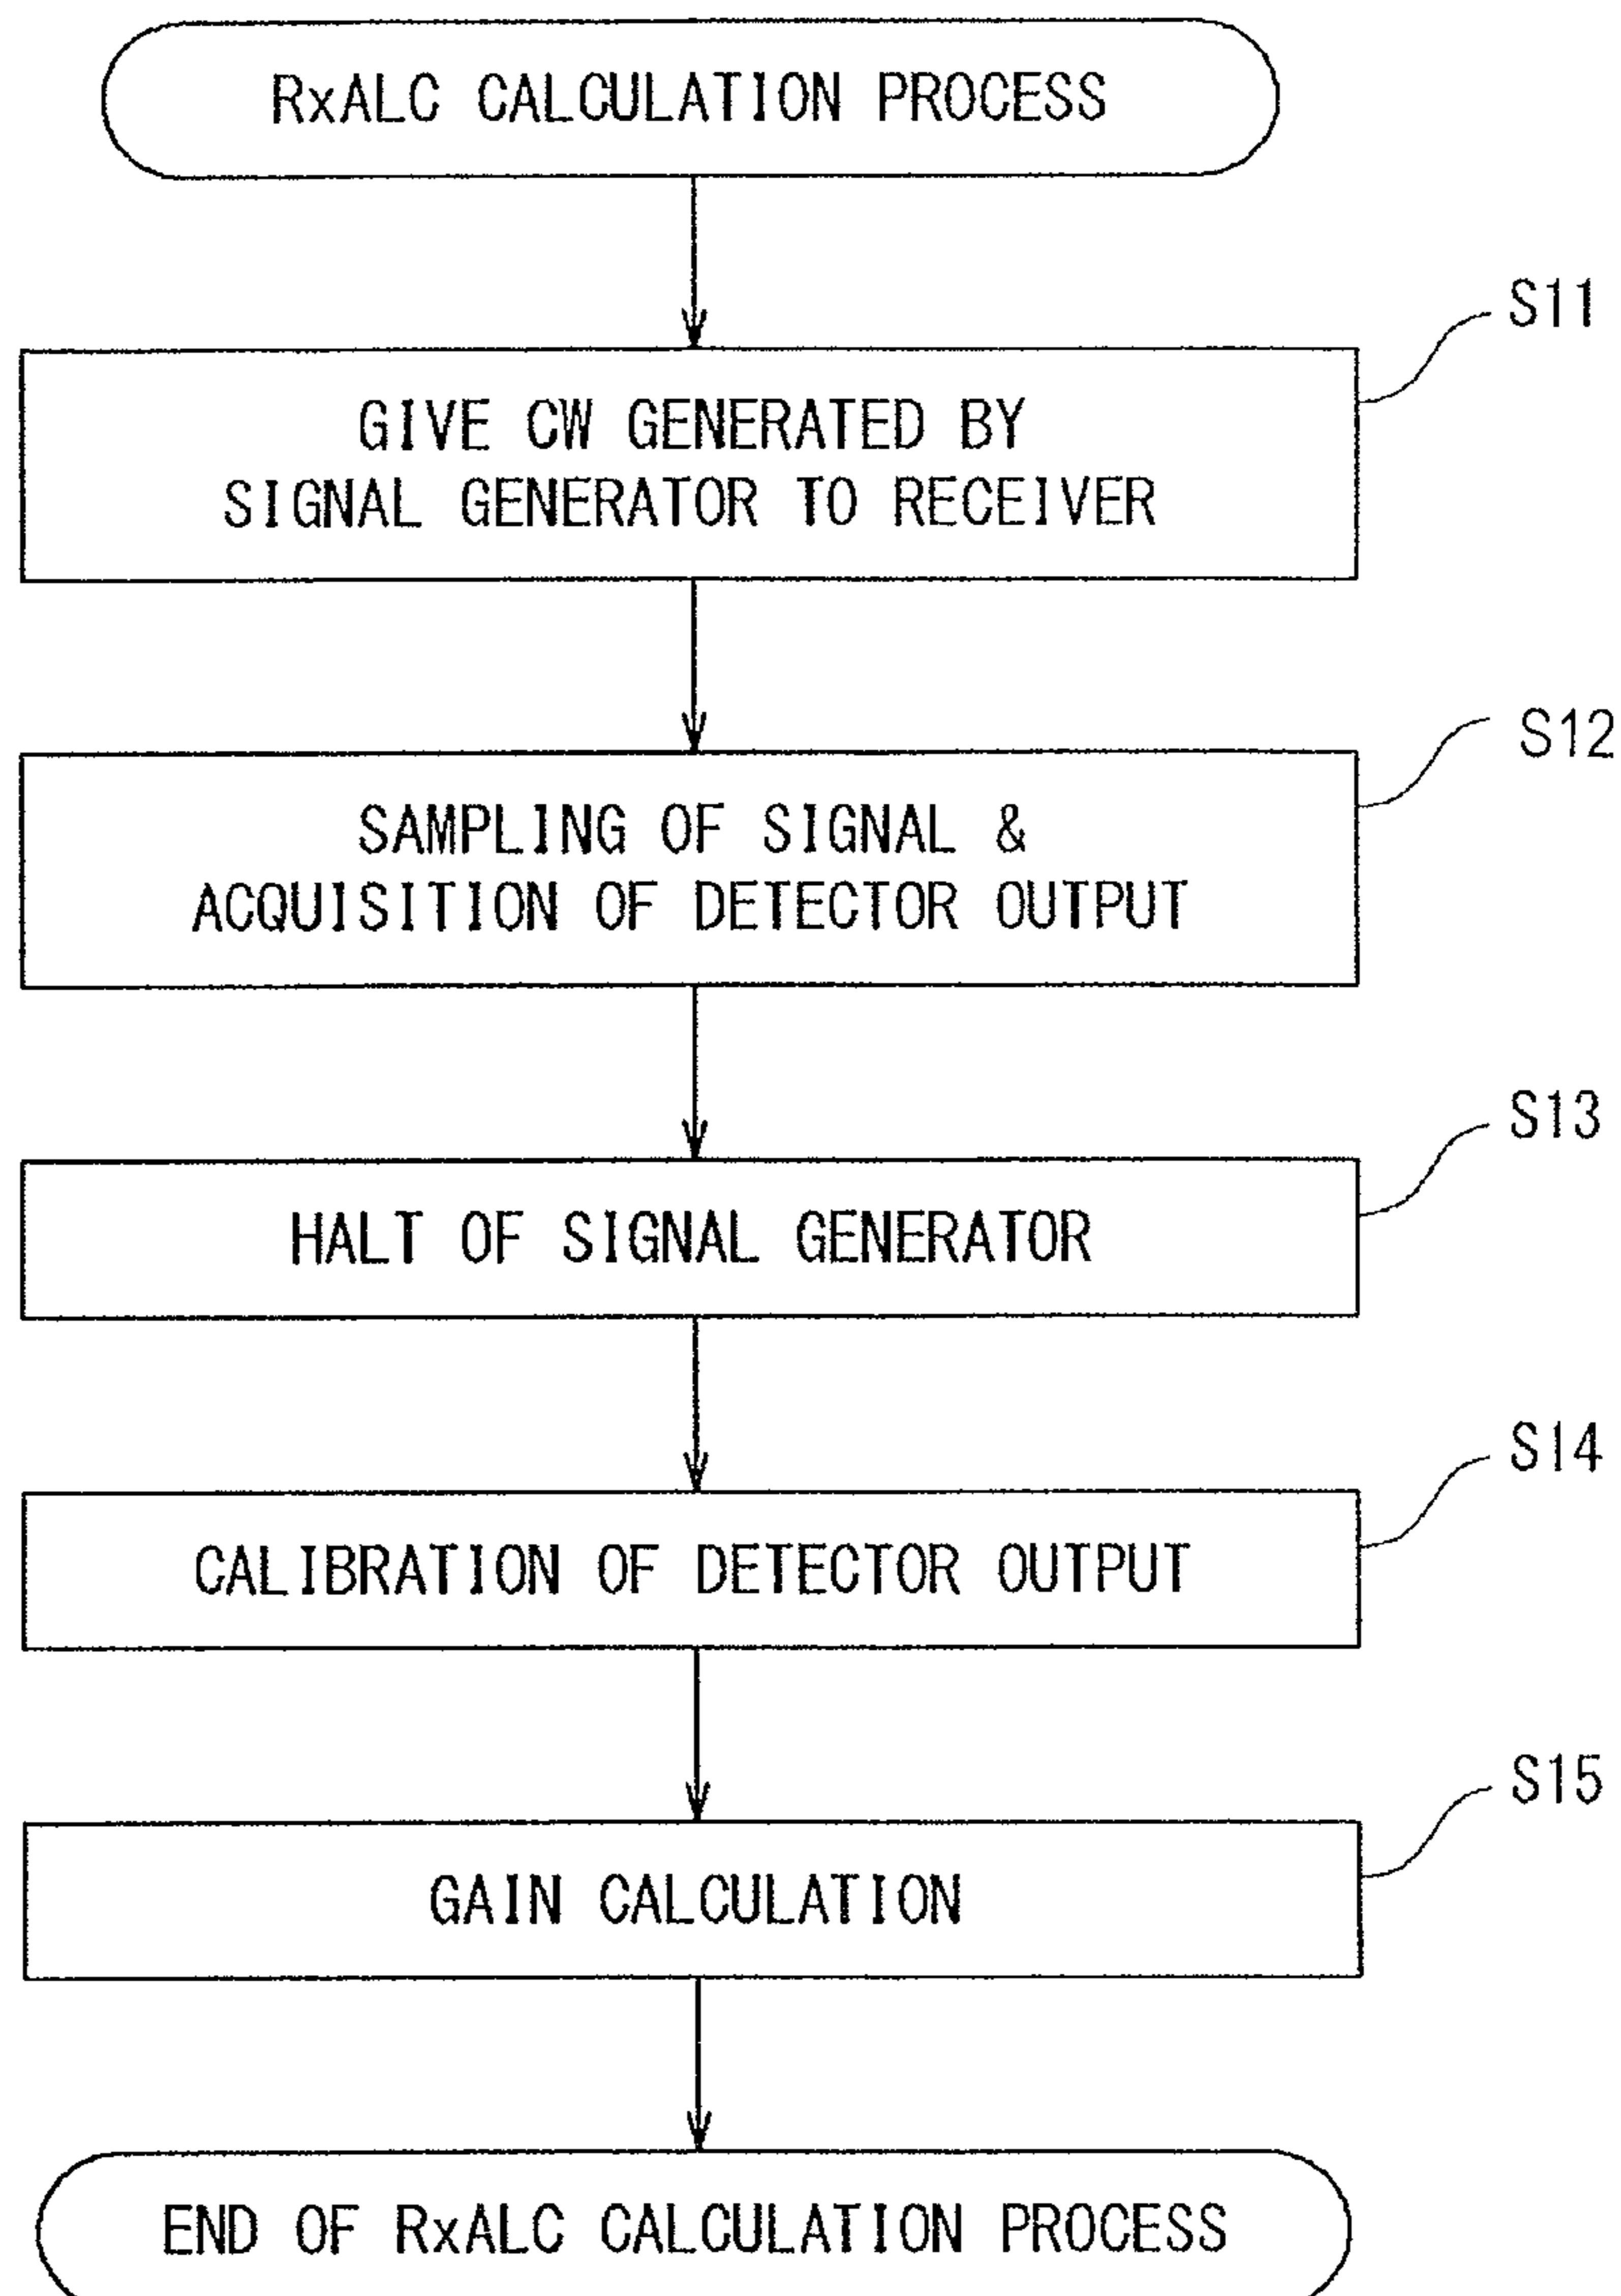 RxALC CALCULATION PROCESS
S11
GIVE CW GENERATED BY
SIGNAL GENERATOR TO RECEIVER
S12
SAMPLING OF SIGNAL &
ACQUISITION OF DETECTOR OUTPUT
S13
HALT OF SIGNAL GENERATOR
S14
CALIBRATION OF DETECTOR OUTPUT
S15
GAIN CALCULATION
END OF RxALC CALCULATION PROCESS